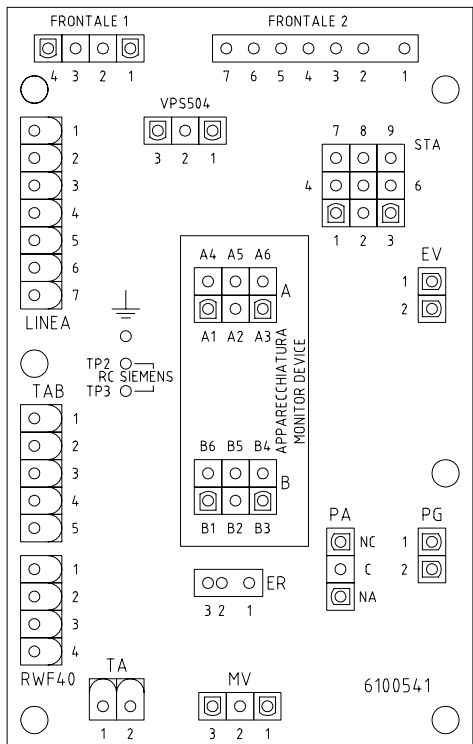 FRONTALE 1
FRONTALE 2
4 3 2 1
7 6 5 4 3 2 1
VPS504
3 2 1
1
2
3
4
5
6
7
LINEA
7 8 9
STA
4 6
1 2 3
EV
1
2
A4 A5 A6
A
A1 A2 A3
APPARECCHIATURA
MONITOR DEVICE
TP2
RC SIEMENS
TP3
TAB
1
2
3
4
5
B6 B5 B4
B
B1 B2 B3
PA
NC
C
NA
PG
1
2
ER
3 2 1
1
2
3
4
RWF40
TA
1 2
MV
3 2 1
6100541